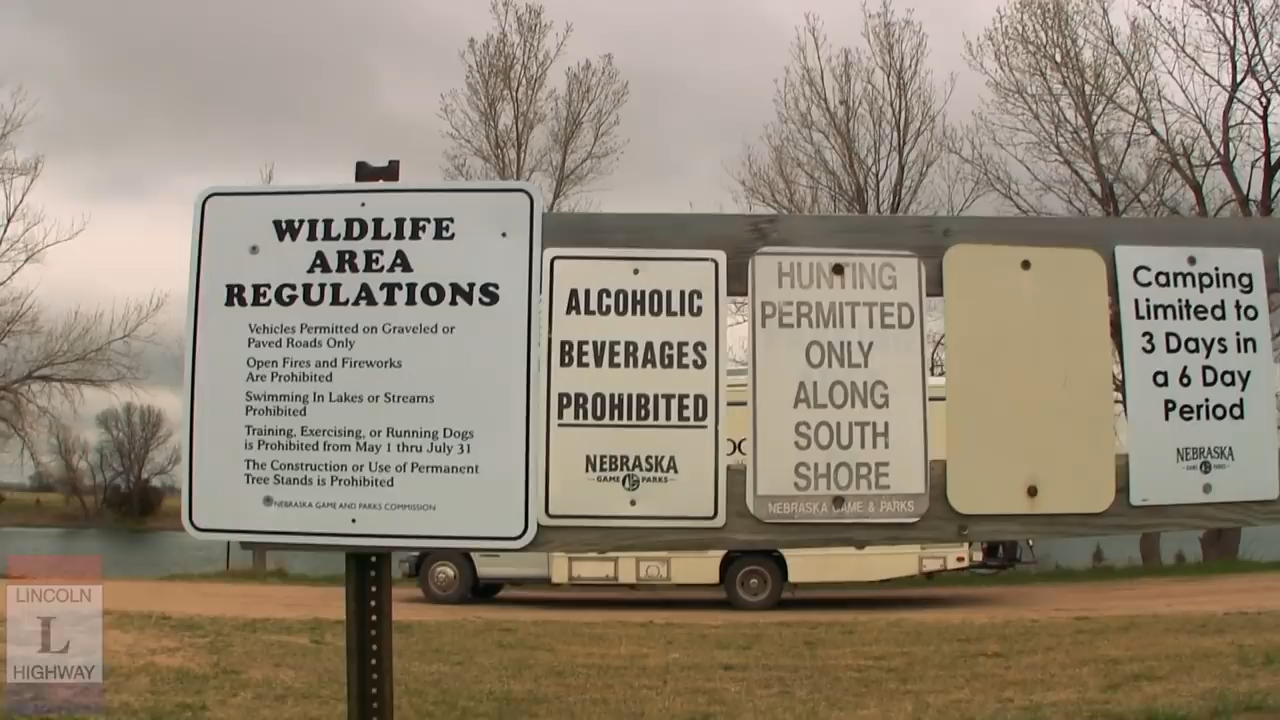 WILDLIFE
AREA
REGULATIONS
Vehicles Permitted on Graveled or
Paved Roads Only
Open Fires and Fireworks
Are Prohibited
Swimming In Lakes or Streams
Prohibited
Training, Exercising, or Running Dogs
is Prohibited from May 1 thru July 31
The Construction or Use of Permanent
Tree Stands is Prohibited
NEBRASKA GAME AND PARKS COMMISSION
ALCOHOLIC
BEVERAGES
PROHIBITED
NEBRASKA
GAME PARKS
HUNTING
PERMITTED
ONLY
ALONG
SOUTH
SHORE
NEBRASKA GAME & PARKS
Camping
Limited to
3 Days in
a 6 Day
Period
NEBRASKA
GAME PARKS
LINCOLN
L
HIGHWAY